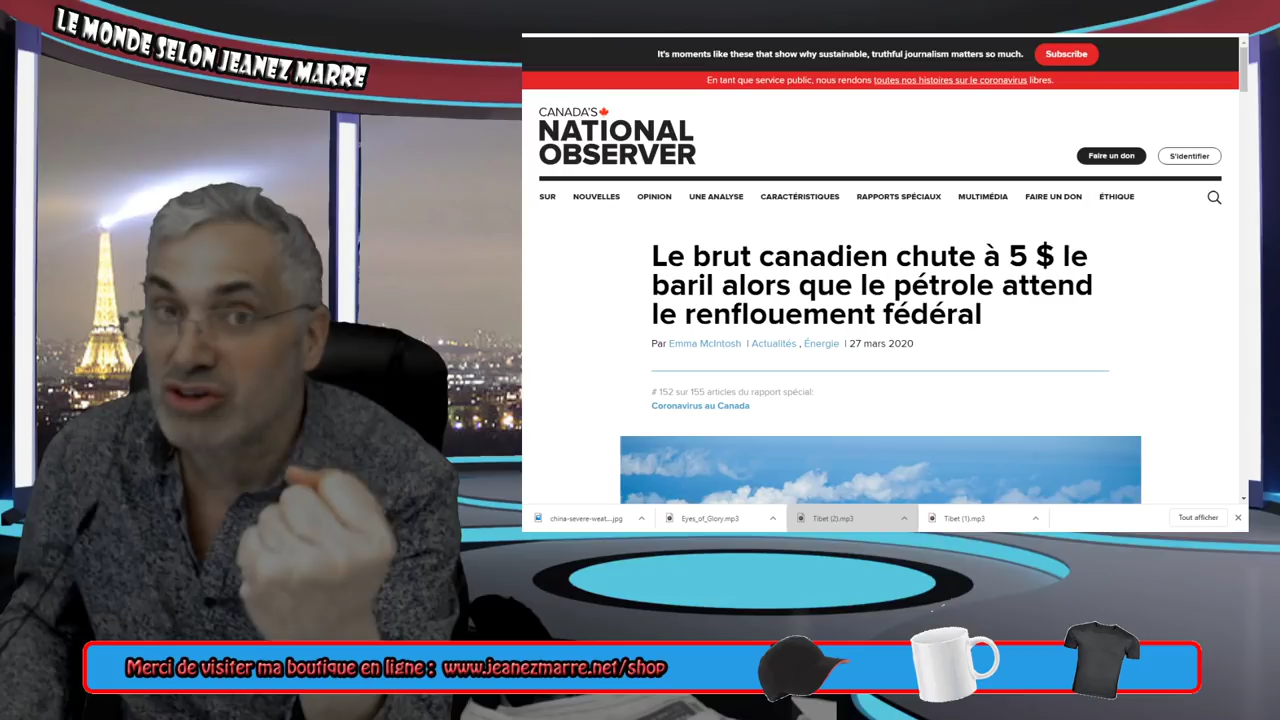 LE MONDE SELON JEANEZ MARRE
It's moments like these that show why sustainable, truthful journalism matters so much. Subscribe
En tant que service public, nous rendons toutes nos histoires sur le coronavirus libres.
CANADA'S
NATIONAL
OBSERVER
Faire un don S'identifier
SUR NOUVELLES OPINION UNE ANALYSE CARACTÉRISTIQUES RAPPORTS SPÉCIAUX MULTIMÉDIA FAIRE UN DON ÉTHIQUE
Le brut canadien chute à 5 $ le
baril alors que le pétrole attend
le renflouement fédéral
Par Emma McIntosh | Actualités , Énergie | 27 mars 2020
# 152 sur 155 articles du rapport spécial:
Coronavirus au Canada
china-severe-weat....jpg Eyes_of_Glory.mp3 Tibet (2).mp3 Tibet (1).mp3 Tout afficher
Merci de visiter ma boutique en ligne : www.jeanezmarre.net/shop